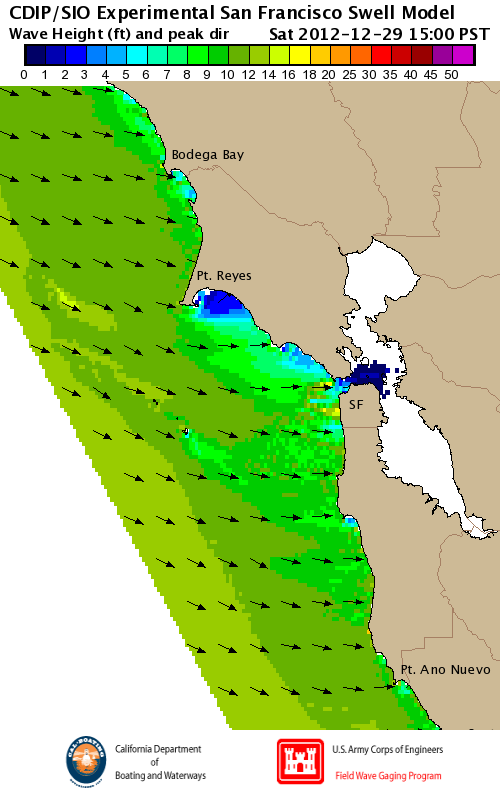 CDIP/SIO Experimental San Francisco Swell Model
Wave Height (ft) and peak dir Sat 2012-12-29 15:00 PST
0 1 2 3 4 5 6 7 8 9 10 12 14 16 18 20 25 30 35 40 45 50
Bodega Bay
Pt. Reyes
SF
Pt. Ano Nuevo
CAL-BOATING
California Department
of
Boating and Waterways
U.S. Army Corps of Engineers
Field Wave Gaging Program